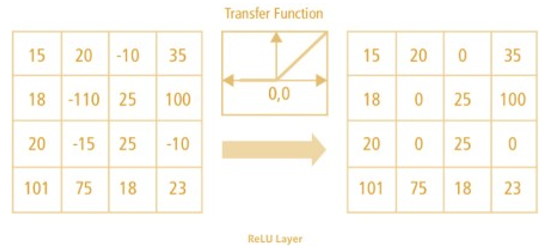 Transfer Function
15 20 -10 35
18 -110 25 100
20 -15 25 -10
101 75 18 23
0,0
15 20 0 35
18 0 25 100
20 0 25 0
101 75 18 23
ReLU Layer